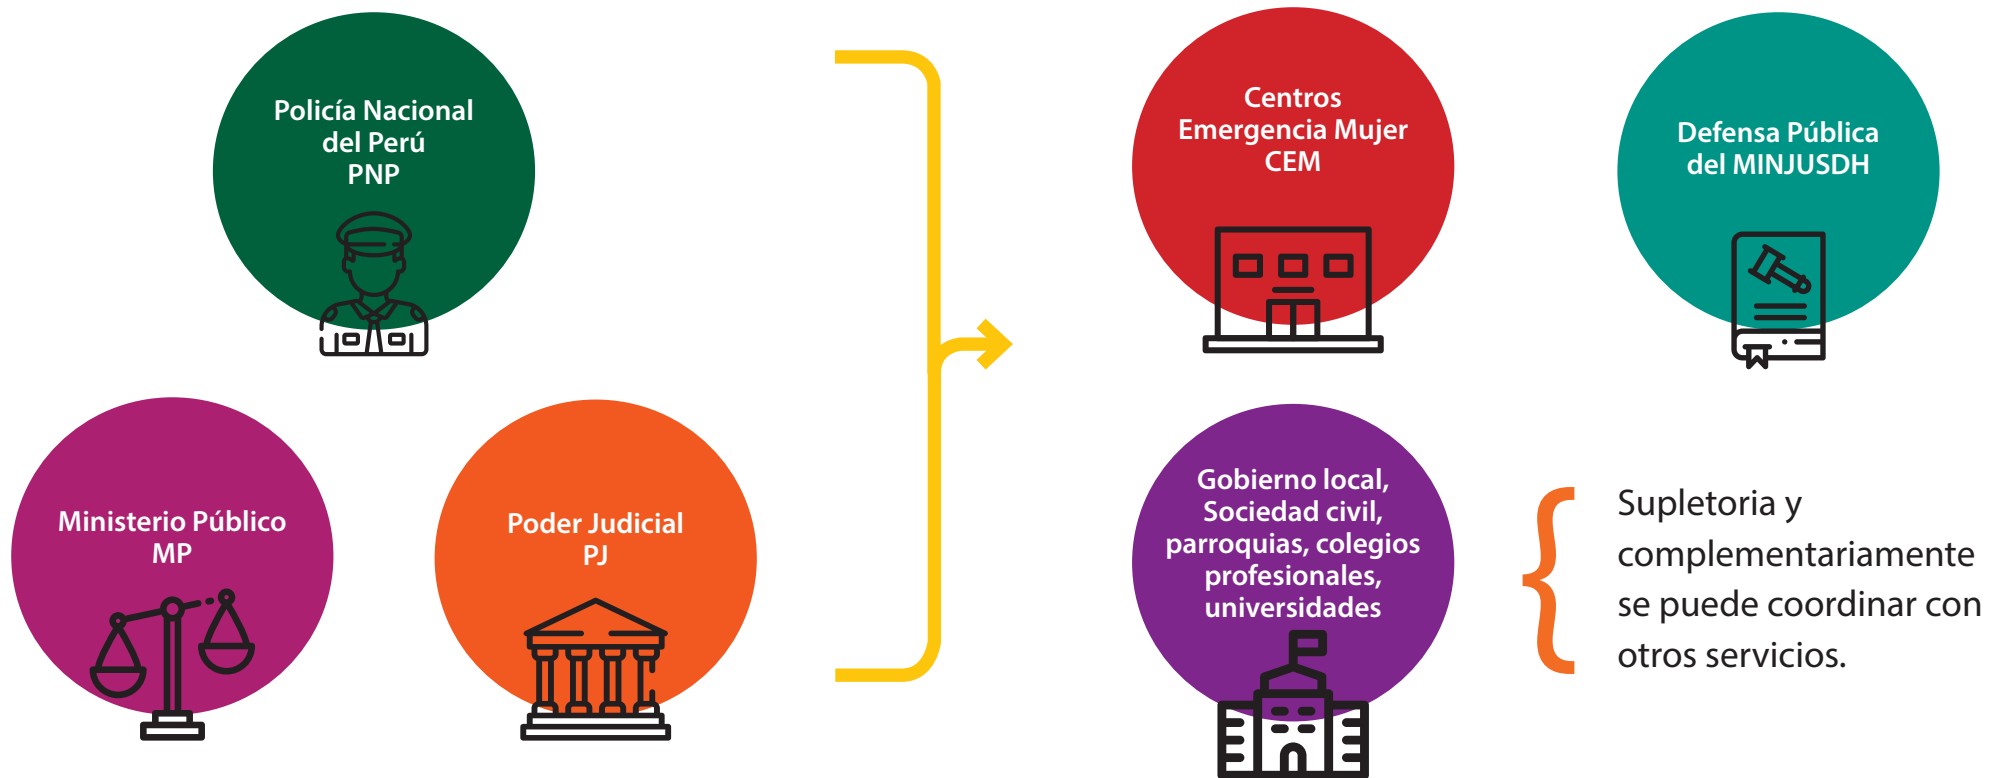 Policía Nacional
del Perú
PNP
Ministerio Público
MP
Poder Judicial
PJ
Centros
Emergencia Mujer
CEM
Defensa Pública
del MINJUSDH
Gobierno local,
Sociedad civil,
parroquias, colegios
profesionales,
universidades
Supletoria y
complementariamente
se puede coordinar con
otros servicios.